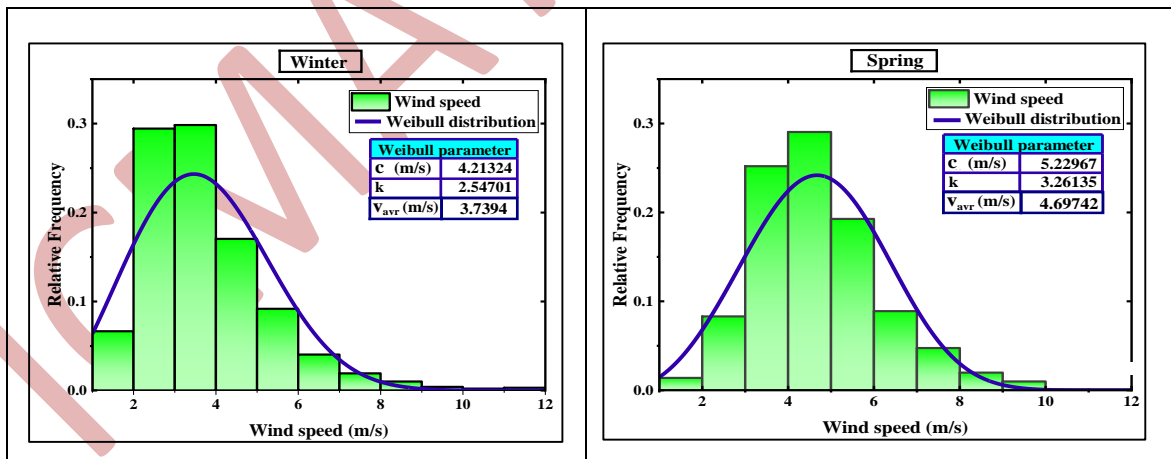 Winter
Wind speed
Weibull distribution
Weibull parameter
c (m/s) 4.21324
k 2.54701
vavr (m/s) 3.7394
Relative Frequency
0.3
0.2
0.1
0.0
2 4 6 8 10 12
Wind speed (m/s)
Spring
Wind speed
Weibull distribution
Weibull parameter
c (m/s) 5.22967
k 3.26135
vavr (m/s) 4.69742
Relative Frequency
0.3
0.2
0.1
0.0
2 4 6 8 10 12
Wind speed (m/s)